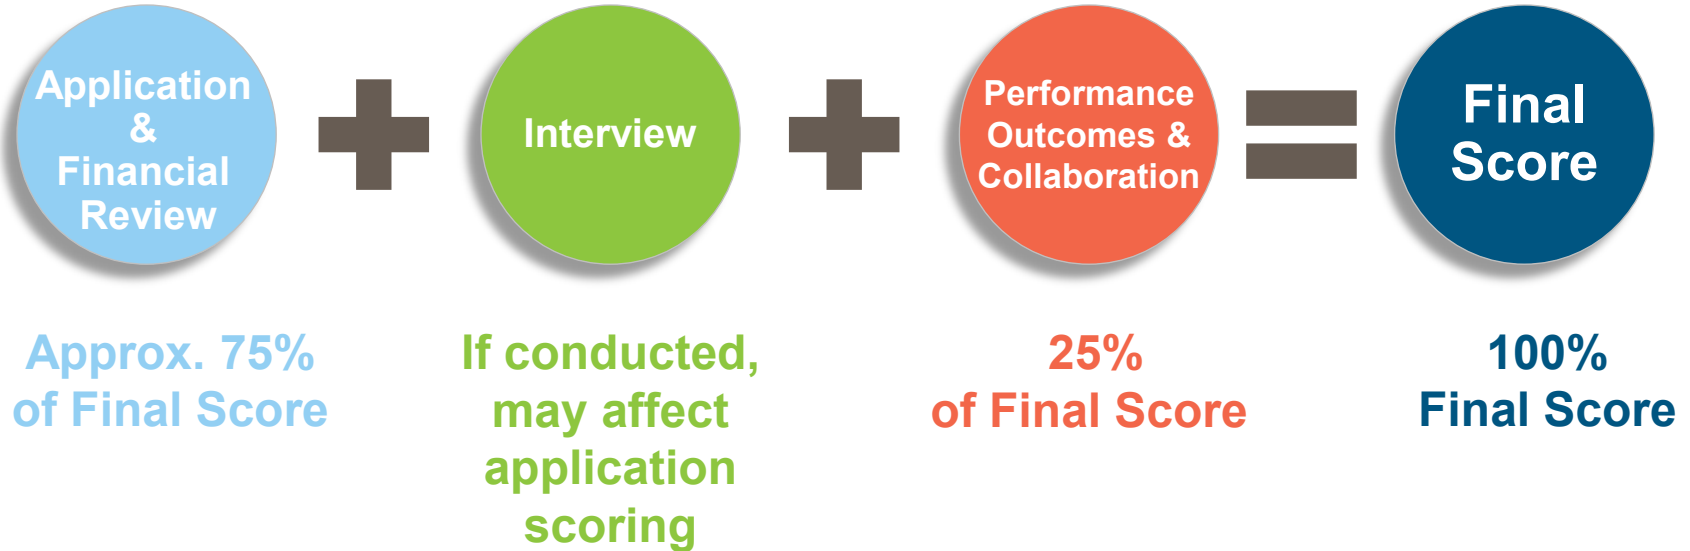 Application
&
Financial
Review
Interview
Performance
Outcomes &
Collaboration
Final
Score
Approx. 75%
of Final Score
If conducted,
may affect
application
scoring
25%
of Final Score
100%
Final Score